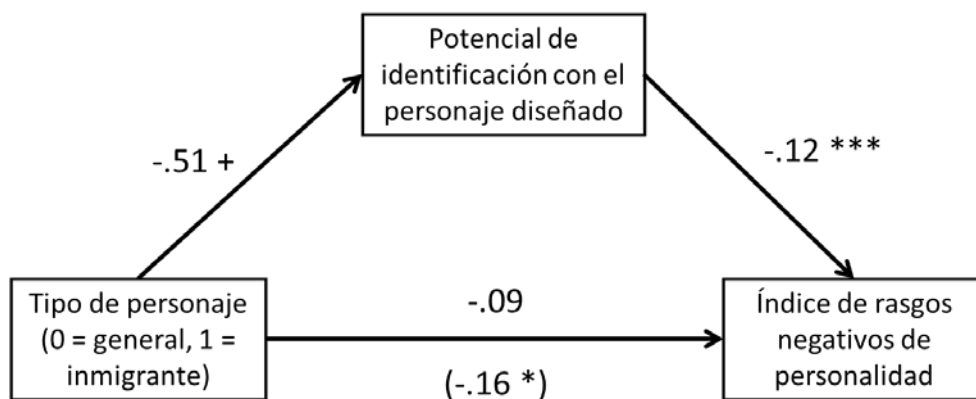 Potencial de
identificación con el
personaje diseñado
-.51 +
-.12 ***
Tipo de personaje
(0 = general, 1 =
inmigrante)
-.09
(-.16 *)
Índice de rasgos
negativos de
personalidad